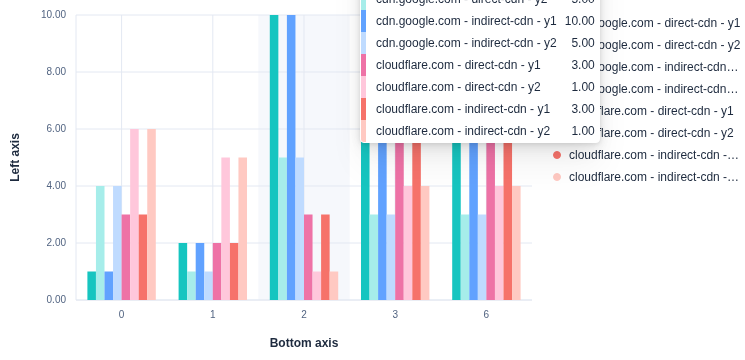 cdn.google.com - direct-cdn - y2 5.00
cdn.google.com - indirect-cdn - y1 10.00
cdn.google.com - indirect-cdn - y2 5.00
cloudflare.com - direct-cdn - y1 3.00
cloudflare.com - direct-cdn - y2 1.00
cloudflare.com - indirect-cdn - y1 3.00
cloudflare.com - indirect-cdn - y2 1.00
oogle.com - direct-cdn - y1
oogle.com - direct-cdn - y2
oogle.com - indirect-cdn…
oogle.com - indirect-cdn…
flare.com - direct-cdn - y1
flare.com - direct-cdn - y2
cloudflare.com - indirect-cdn -…
cloudflare.com - indirect-cdn -…
Left axis
10.00
8.00
6.00
4.00
2.00
0.00
0 1 2 3 6
Bottom axis